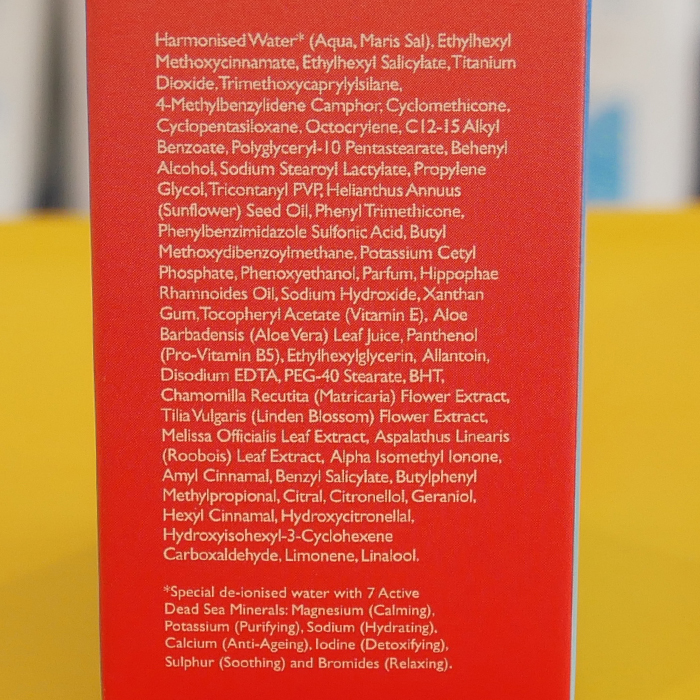 Harmonised Water* (Aqua, Maris Sal), Ethylhexyl
Methoxycinnamate, Ethylhexyl Salicylate, Titanium
Dioxide, Trimethoxycaprylylsilane,
4-Methylbenzylidene Camphor, Cyclomethicone,
Cyclopentasiloxane, Octocrylene, C12-15 Alkyl
Benzoate, Polyglyceryl-10 Pentastearate, Behenyl
Alcohol, Sodium Stearoyl Lactylate, Propylene
Glycol, Tricontanyl PVP, Helianthus Annuus
(Sunflower) Seed Oil, Phenyl Trimethicone,
Phenylbenzimidazole Sulfonic Acid, Butyl
Methoxydibenzoylmethane, Potassium Cetyl
Phosphate, Phenoxyethanol, Parfum, Hippophae
Rhamnoides Oil, Sodium Hydroxide, Xanthan
Gum, Tocopheryl Acetate (Vitamin E), Aloe
Barbadensis (Aloe Vera) Leaf Juice, Panthenol
(Pro-Vitamin B5), Ethylhexylglycerin, Allantoin,
Disodium EDTA, PEG-40 Stearate, BHT,
Chamomilla Recutita (Matricaria) Flower Extract,
Tilia Vulgaris (Linden Blossom) Flower Extract,
Melissa Officialis Leaf Extract, Aspalathus Linearis
(Roobois) Leaf Extract, Alpha Isomethyl Ionone,
Amyl Cinnamal, Benzyl Salicylate, Butylphenyl
Methylpropional, Citral, Citronellol, Geraniol,
Hexyl Cinnamal, Hydroxycitronellal,
Hydroxyisohexyl-3-Cyclohexene
Carboxaldehyde, Limonene, Linalool.
*Special de-ionised water with 7 Active
Dead Sea Minerals: Magnesium (Calming),
Potassium (Purifying), Sodium (Hydrating),
Calcium (Anti-Ageing), Iodine (Detoxifying),
Sulphur (Soothing) and Bromides (Relaxing).